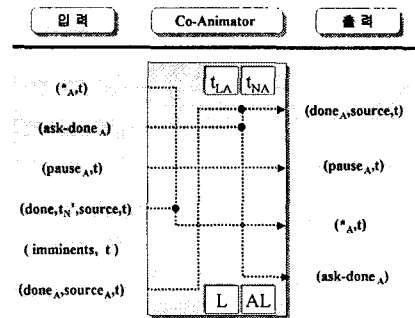 입 력 Co-Animator 출 력
t_LA t_NA
(*_A,t)
(done_A,source,t)
(ask-done_A)
(pause_A,t) (pause_A,t)
(done,t_N',source,t)
(*_A,t)
(imminents, t)
(ask-done_A)
(done_A,source_A,t)
L AL